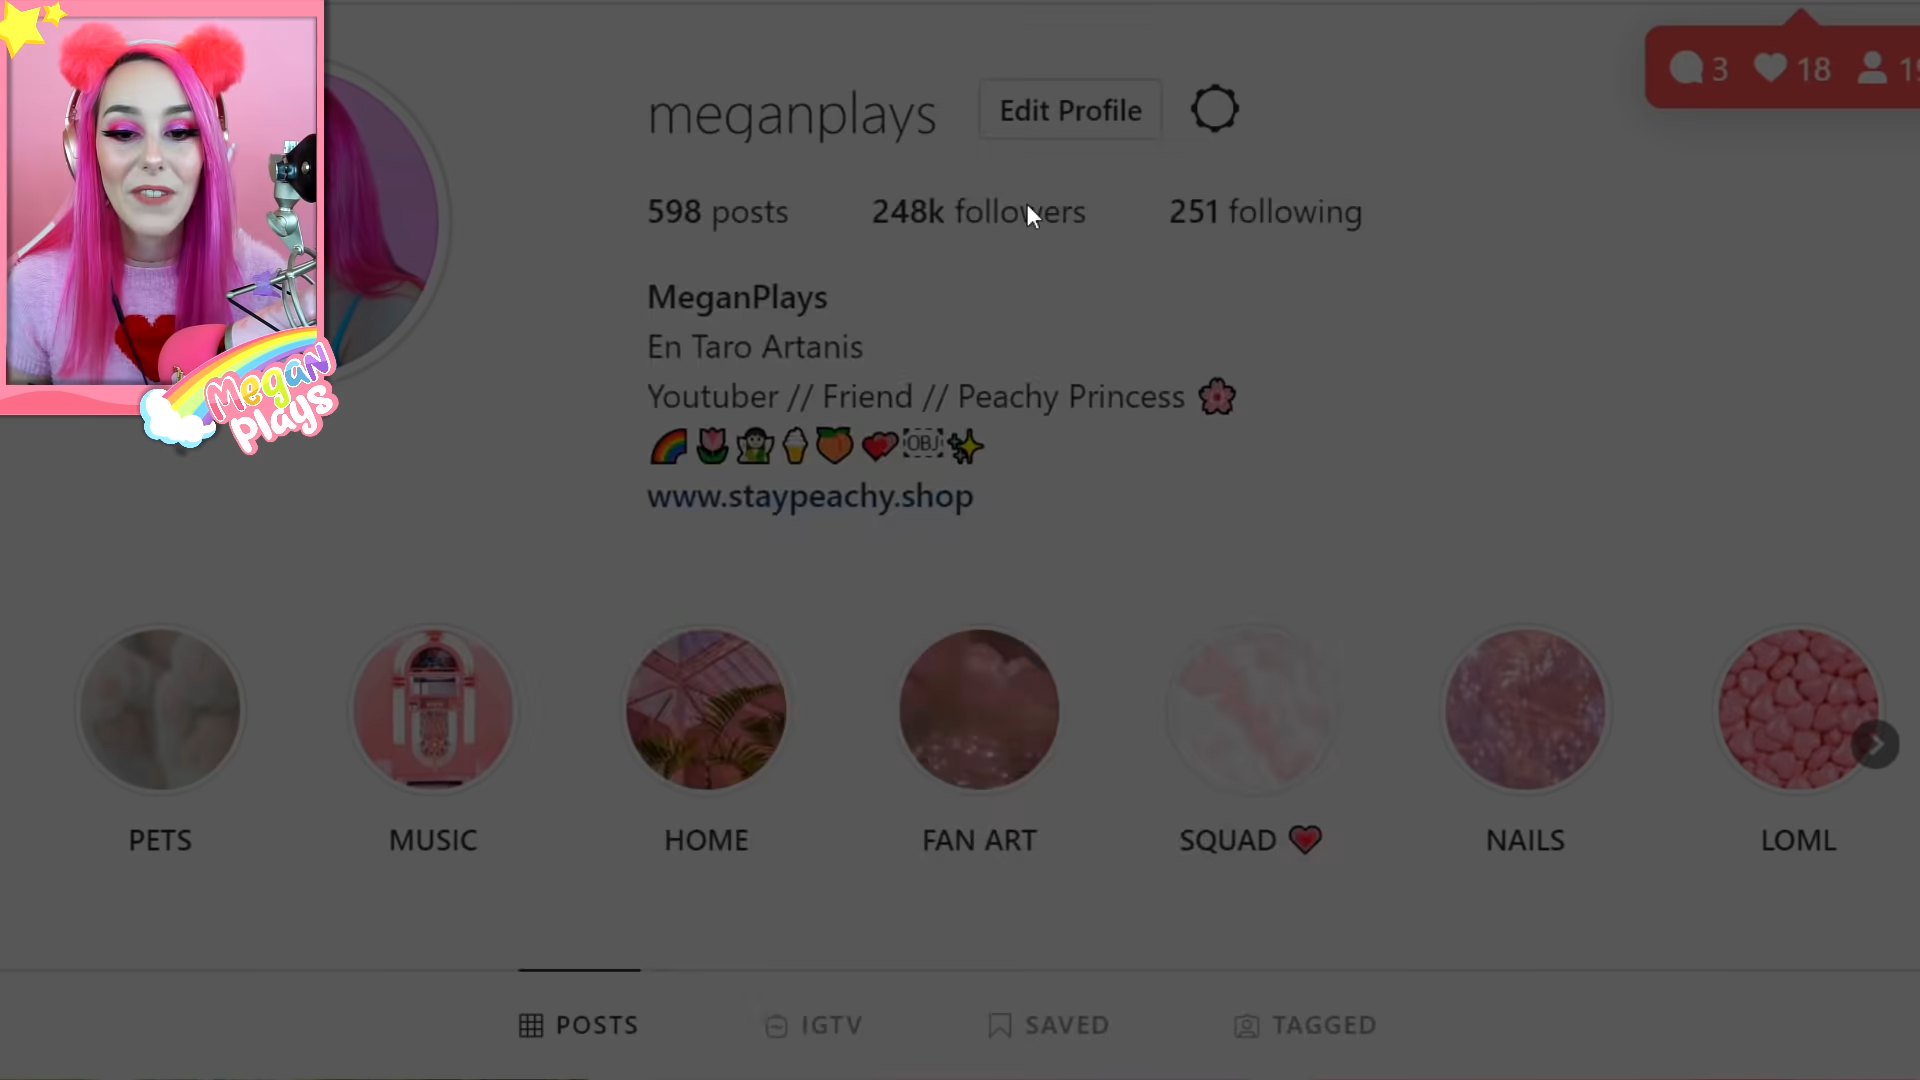 3 18
meganplays Edit Profile
598 posts 248k followers 251 following
MeganPlays
En Taro Artanis
Youtuber // Friend // Peachy Princess 🌸
🌈🌷🧚🍦🍑💕OBJ✨
www.staypeachy.shop
Megan
Plays
PETS MUSIC HOME FAN ART SQUAD ❤️ NAILS LOML
POSTS IGTV SAVED TAGGED